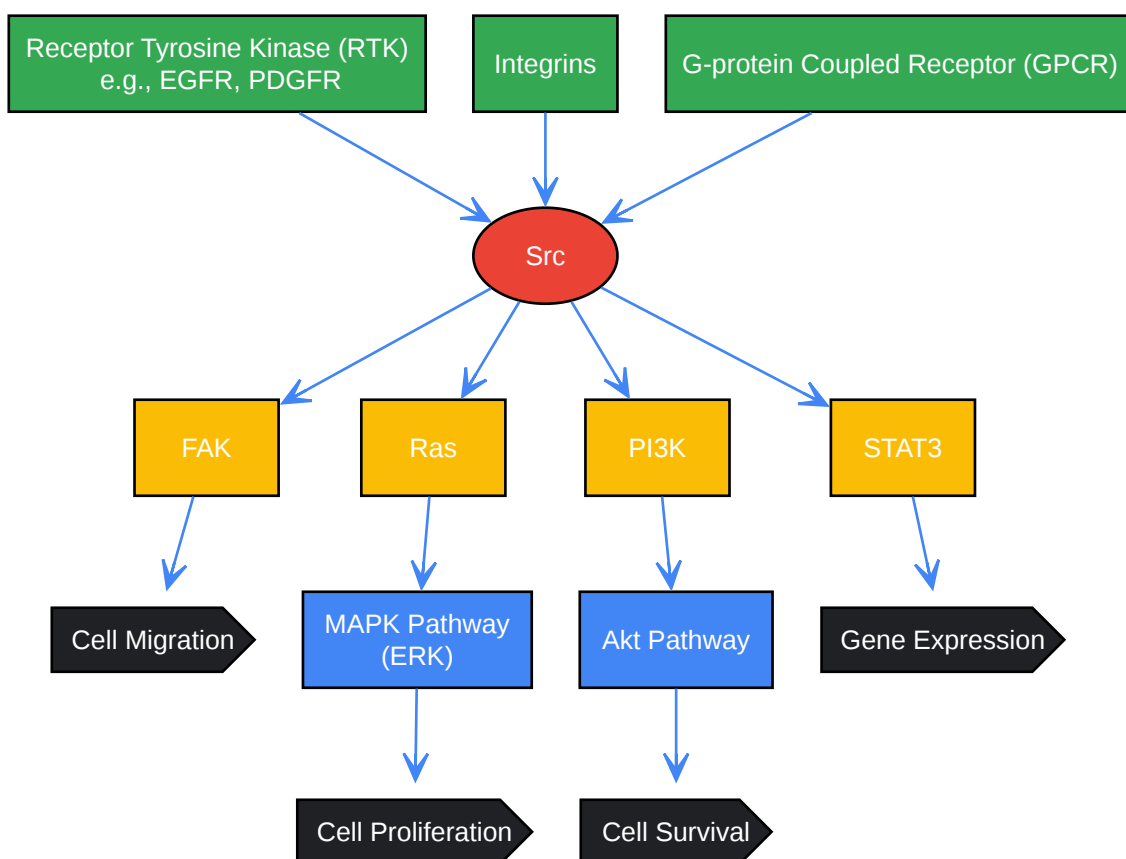 Receptor Tyrosine Kinase (RTK)
e.g., EGFR, PDGFR
Integrins
G-protein Coupled Receptor (GPCR)
Src
FAK
Ras
PI3K
STAT3
Cell Migration
MAPK Pathway
(ERK)
Akt Pathway
Gene Expression
Cell Proliferation
Cell Survival